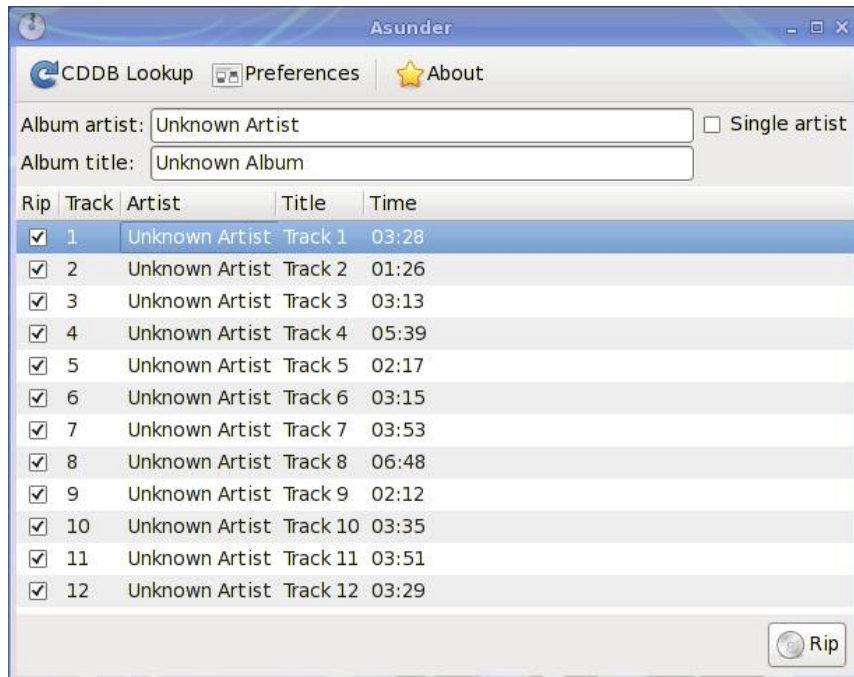 Asunder
CDDB Lookup Preferences About
Album artist: Unknown Artist Single artist
Album title: Unknown Album
Rip Track Artist Title Time
1 Unknown Artist Track 1 03:28
2 Unknown Artist Track 2 01:26
3 Unknown Artist Track 3 03:13
4 Unknown Artist Track 4 05:39
5 Unknown Artist Track 5 02:17
6 Unknown Artist Track 6 03:15
7 Unknown Artist Track 7 03:53
8 Unknown Artist Track 8 06:48
9 Unknown Artist Track 9 02:12
10 Unknown Artist Track 10 03:35
11 Unknown Artist Track 11 03:51
12 Unknown Artist Track 12 03:29
Rip